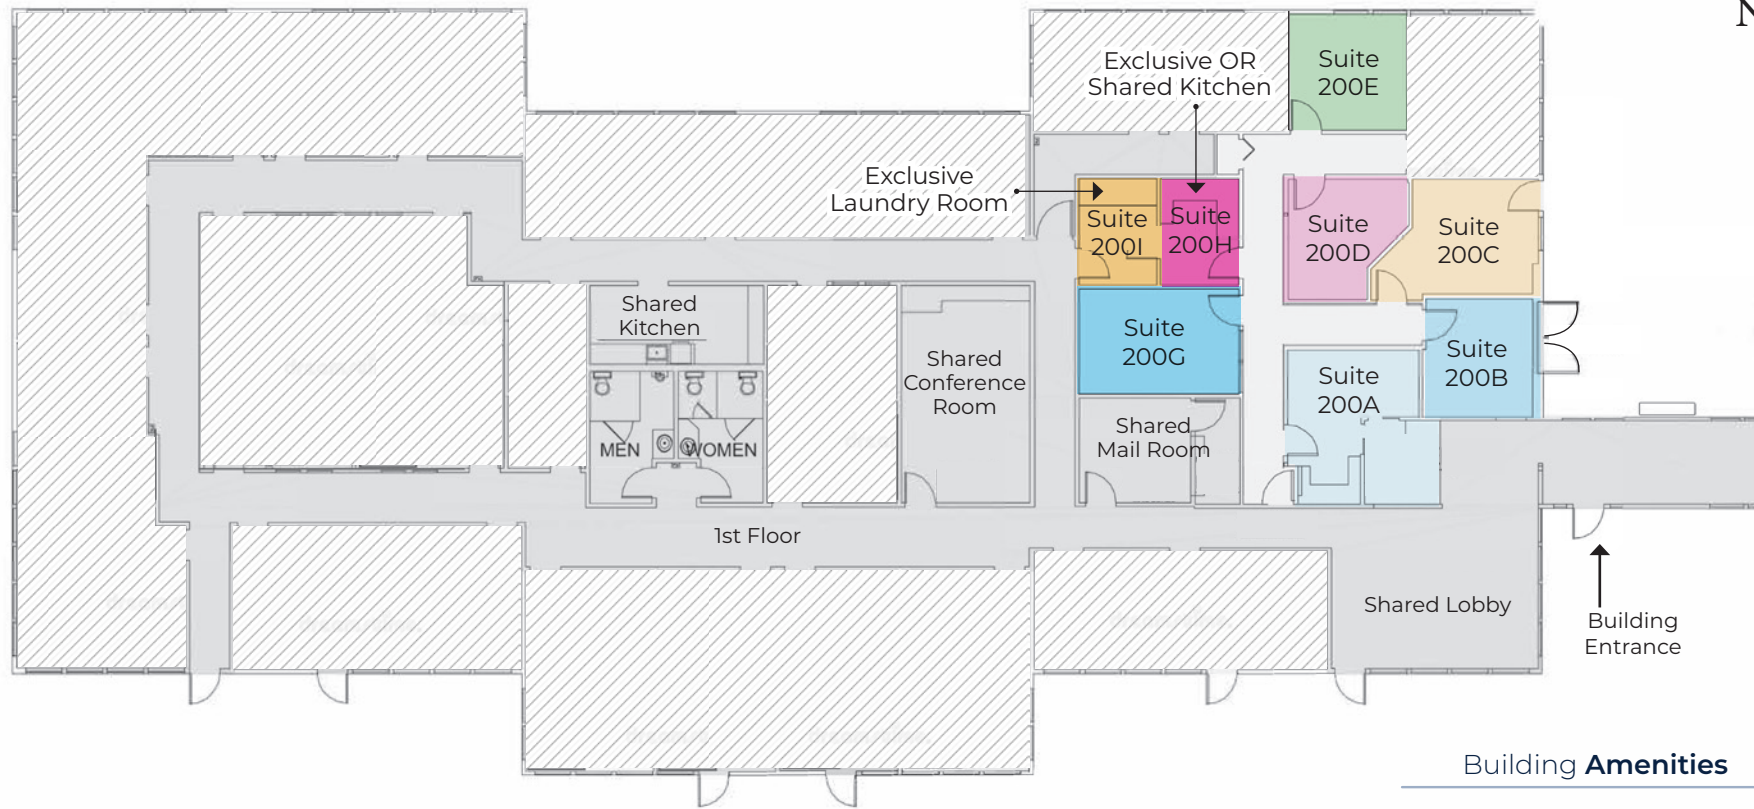 N
Exclusive OR
Shared Kitchen
Suite
200E
Exclusive
Laundry Room
Suite
200I
Suite
200H
Suite
200D
Suite
200C
Shared
Kitchen
Suite
200G
Suite
200B
Shared
Conference
Room
Suite
200A
MEN
WOMEN
Shared
Mail Room
1st Floor
Shared Lobby
Building
Entrance
Building Amenities